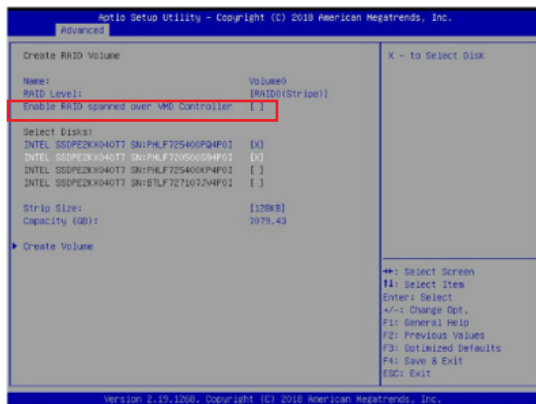 Aptio Setup Utility – Copyright (C) 2018 American Megatrends, Inc.
Advanced
Create RAID Volume
Name: Volume0
RAID Level: [RAID0(Stripe)]
Enable RAID spanned over VMD Controller [ ]
Select Disks:
INTEL SSDPE2KX040T7 SN:PHLF725400PQ4P0I [X]
INTEL SSDPE2KX040T7 SN:PHLF720500S84P0I [X]
INTEL SSDPE2KX040T7 SN:PHLF725400KP4P0I [ ]
INTEL SSDPE2KX040T7 SN:BTLF727107JV4P0I [ ]
Strip Size: [128KB]
Capacity (GB): 7079.43
Create Volume
X – to Select Disk
: Select Screen
: Select Item
Enter: Select
+/-: Change Opt.
F1: General Help
F2: Previous Values
F3: Optimized Defaults
F4: Save & Exit
ESC: Exit
Version 2.19.1268. Copyright (C) 2018 American Megatrends, Inc.